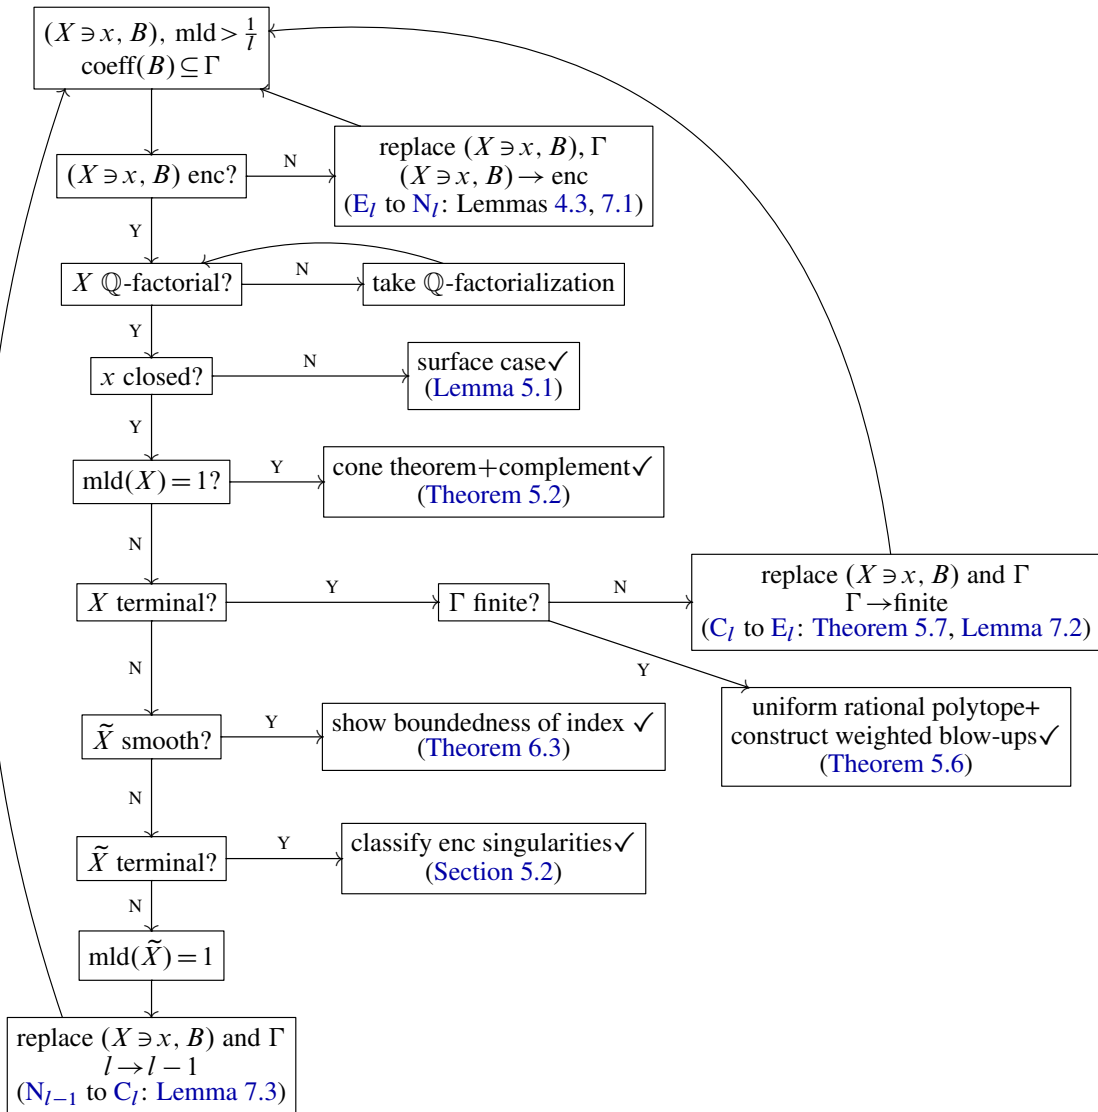 (X ∋ x, B), mld > 1/l
coeff(B) ⊆ Γ
(X ∋ x, B) enc?
N
replace (X ∋ x, B), Γ
(X ∋ x, B) → enc
(E_l to N_l: Lemmas 4.3, 7.1)
Y
X ℚ-factorial?
N
take ℚ-factorialization
Y
x closed?
N
surface case✓
(Lemma 5.1)
Y
mld(X) = 1?
Y
cone theorem+complement✓
(Theorem 5.2)
N
X terminal?
Y
Γ finite?
N
replace (X ∋ x, B) and Γ
Γ → finite
(C_l to E_l: Theorem 5.7, Lemma 7.2)
N
Y
X̃ smooth?
Y
show boundedness of index ✓
(Theorem 6.3)
uniform rational polytope+
construct weighted blow-ups✓
(Theorem 5.6)
N
X̃ terminal?
Y
classify enc singularities✓
(Section 5.2)
N
mld(X̃) = 1
replace (X ∋ x, B) and Γ
l → l − 1
(N_{l−1} to C_l: Lemma 7.3)